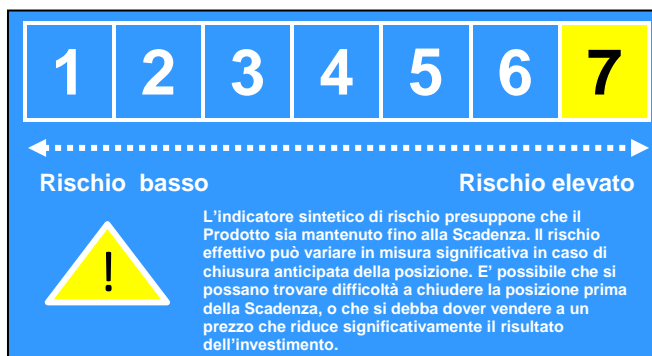 1 2 3 4 5 6 7
Rischio basso Rischio elevato
!
L'indicatore sintetico di rischio presuppone che il
Prodotto sia mantenuto fino alla Scadenza. Il rischio
effettivo può variare in misura significativa in caso di
chiusura anticipata della posizione. E' possibile che si
possano trovare difficoltà a chiudere la posizione prima
della Scadenza, o che si debba dover vendere a un
prezzo che riduce significativamente il risultato
dell'investimento.